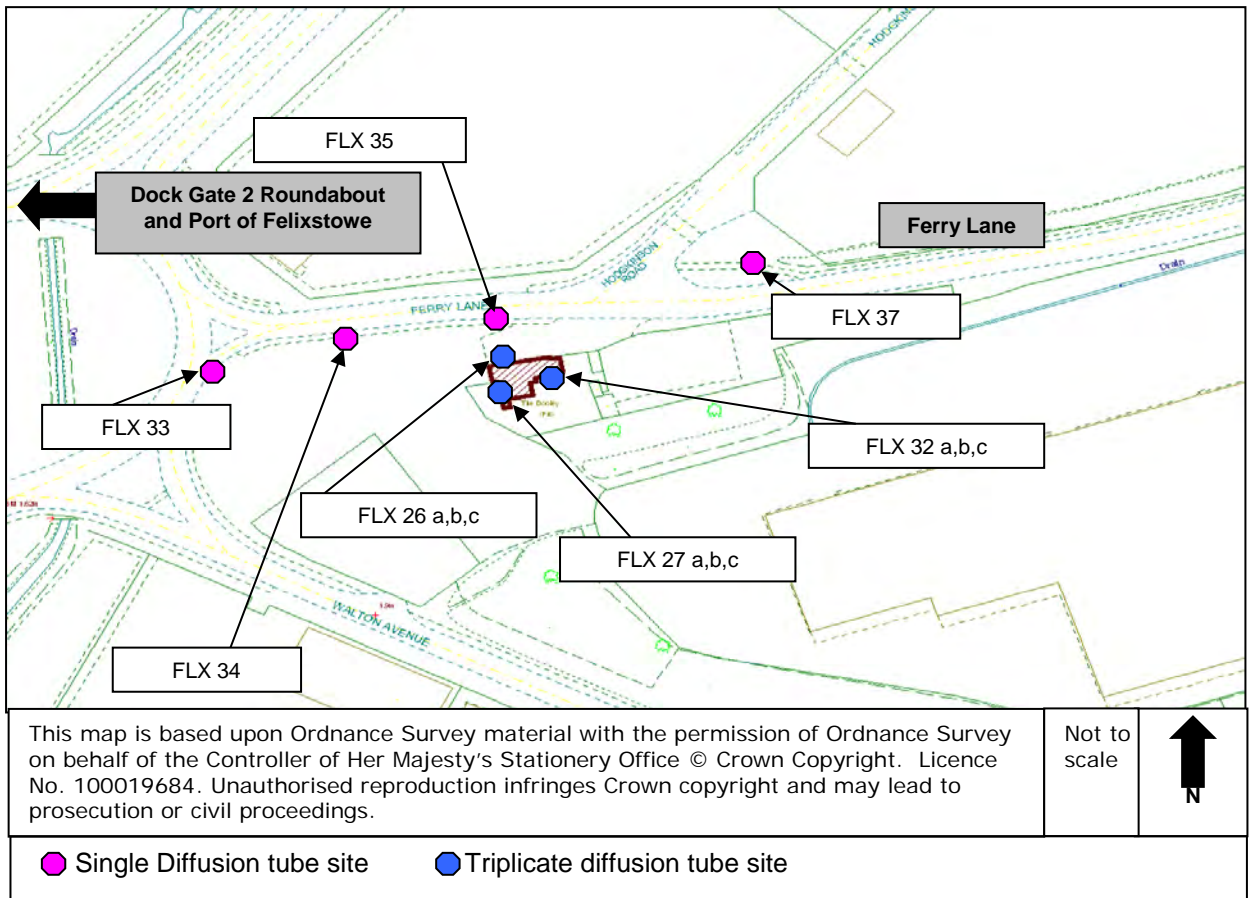 HODGKIN
FLX 35
Dock Gate 2 Roundabout
and Port of Felixstowe
Ferry Lane
HODGKINSON
ROAD
Drain
FERRY LANE
FLX 37
Drain
FLX 33
FLX 32 a,b,c
FLX 26 a,b,c
FLX 27 a,b,c
WALTON AVENUE
FLX 34
This map is based upon Ordnance Survey material with the permission of Ordnance Survey
on behalf of the Controller of Her Majesty's Stationery Office © Crown Copyright. Licence
No. 100019684. Unauthorised reproduction infringes Crown copyright and may lead to
prosecution or civil proceedings.
Not to
scale
N
Single Diffusion tube site
Triplicate diffusion tube site